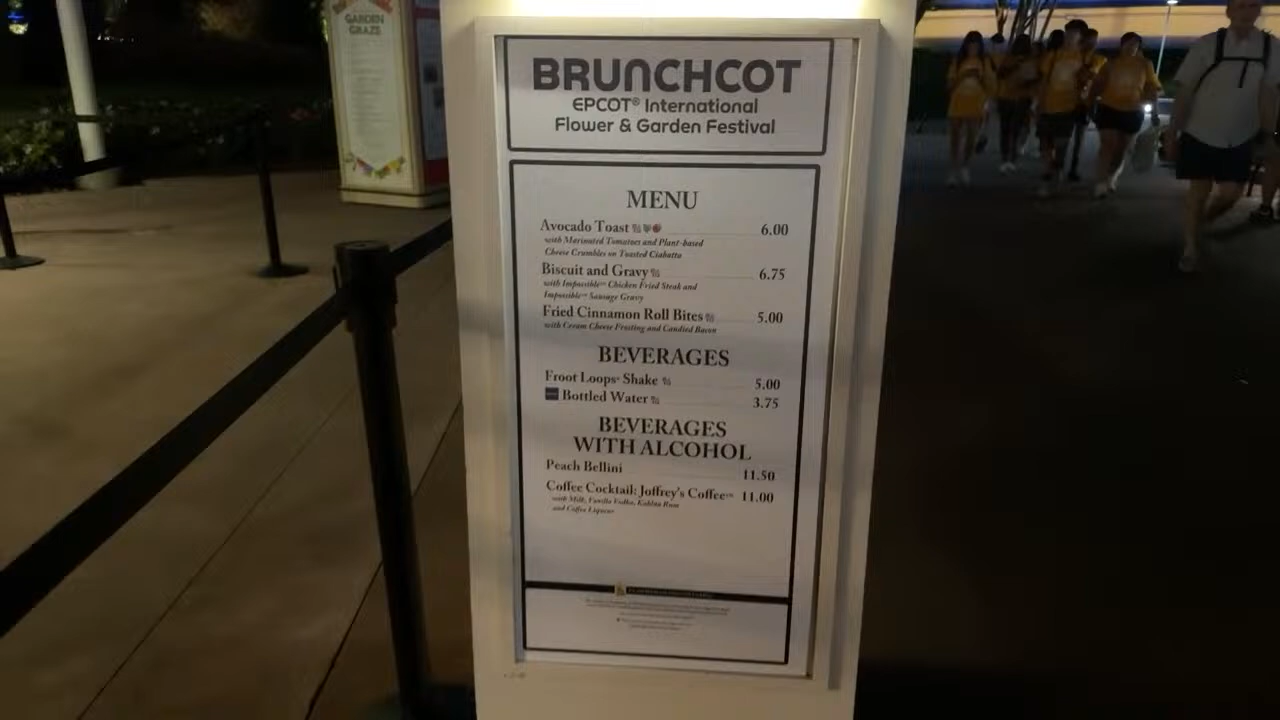 GARDEN
GRAZE
BRUNCHCOT
EPCOT® International
Flower & Garden Festival
MENU
Avocado Toast 6.00
with Marinated Tomatoes and Plant-based
Cheese Crumbles on Toasted Ciabatta
Biscuit and Gravy 6.75
with Impossible™ Chicken Fried Steak and
Impossible™ Sausage Gravy
Fried Cinnamon Roll Bites 5.00
with Cream Cheese Frosting and Candied Bacon
BEVERAGES
Froot Loops® Shake 5.00
Bottled Water 3.75
BEVERAGES
WITH ALCOHOL
Peach Bellini 11.50
Coffee Cocktail: Joffrey's Coffee™ 11.00
with Milk, Vanilla Vodka, Kahlúa Rum
and Coffee Liqueur